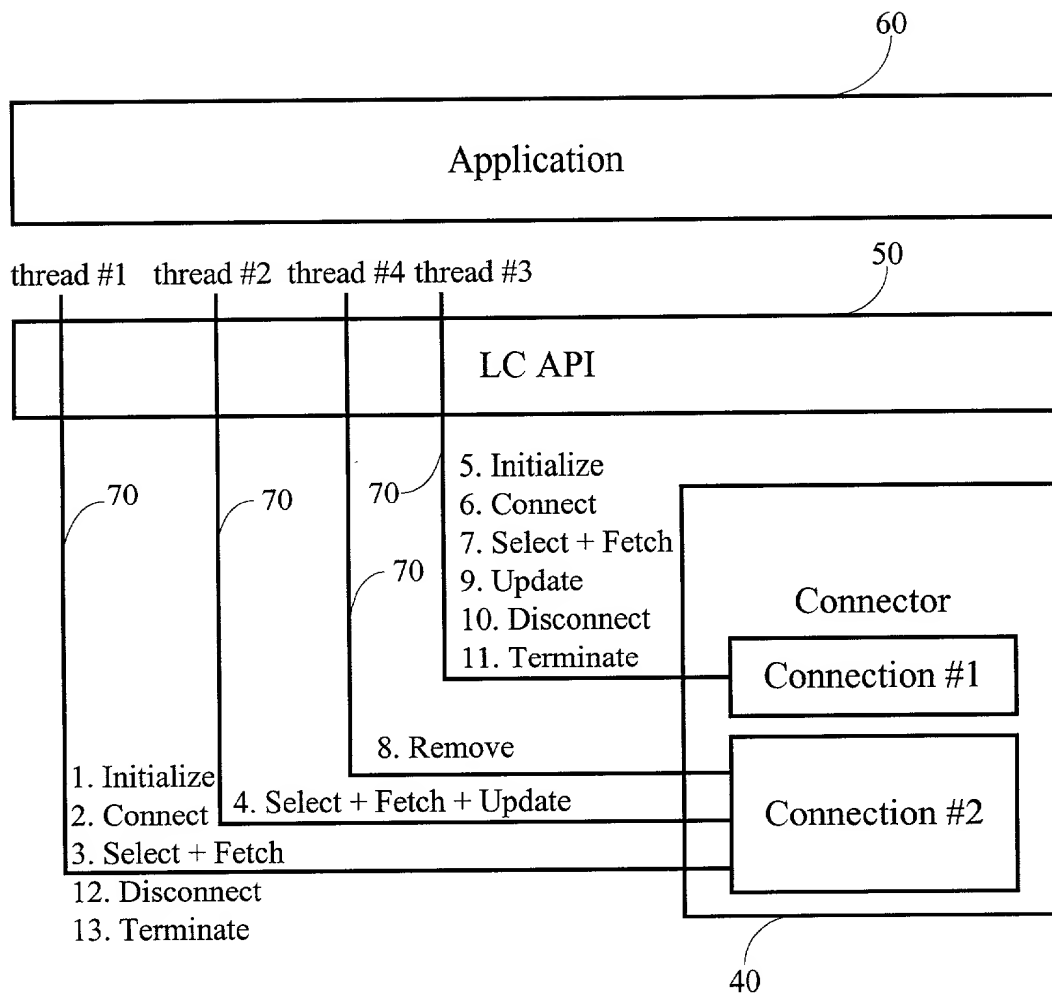 60
Application
50
thread #1 thread #2 thread #4 thread #3
LC API
70
70
70
70
5. Initialize
6. Connect
7. Select + Fetch
9. Update
10. Disconnect
11. Terminate
Connector
Connection #1
8. Remove
1. Initialize
2. Connect
3. Select + Fetch
12. Disconnect
13. Terminate
4. Select + Fetch + Update
Connection #2
40